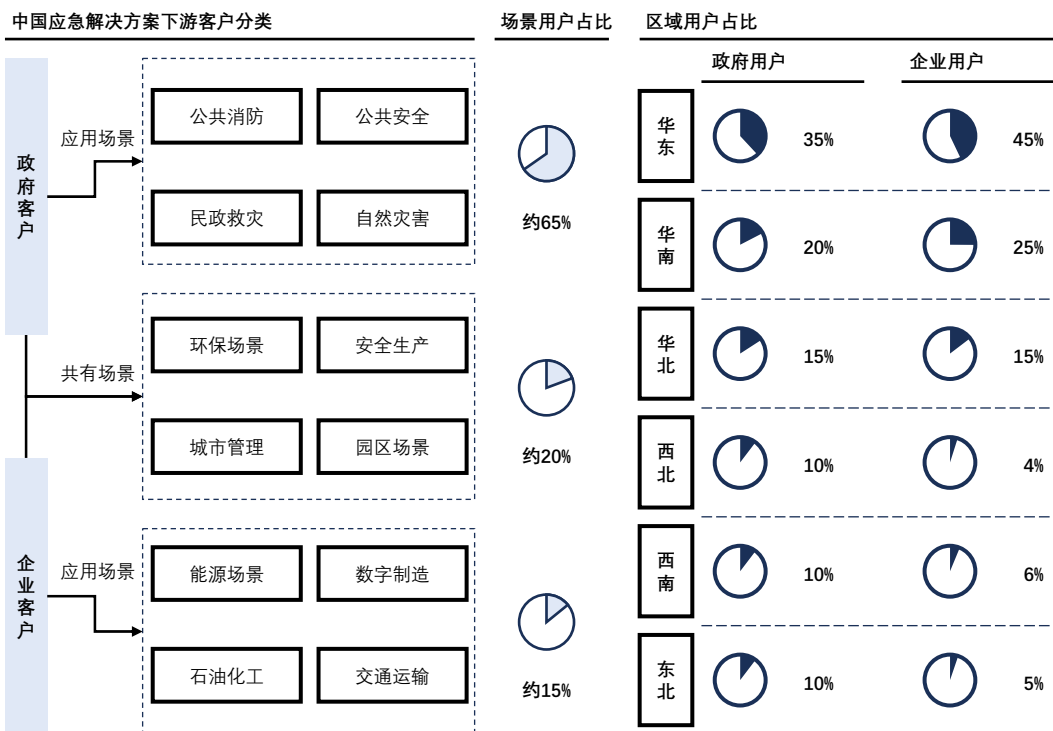 中国应急解决方案下游客户分类
场景用户占比
区域用户占比
政府用户
企业用户
政府客户
应用场景
公共消防
公共安全
民政救灾
自然灾害
约65%
共有场景
环保场景
安全生产
城市管理
园区场景
约20%
企业客户
应用场景
能源场景
数字制造
石油化工
交通运输
约15%
华东
35%
45%
华南
20%
25%
华北
15%
15%
西北
10%
4%
西南
10%
6%
东北
10%
5%